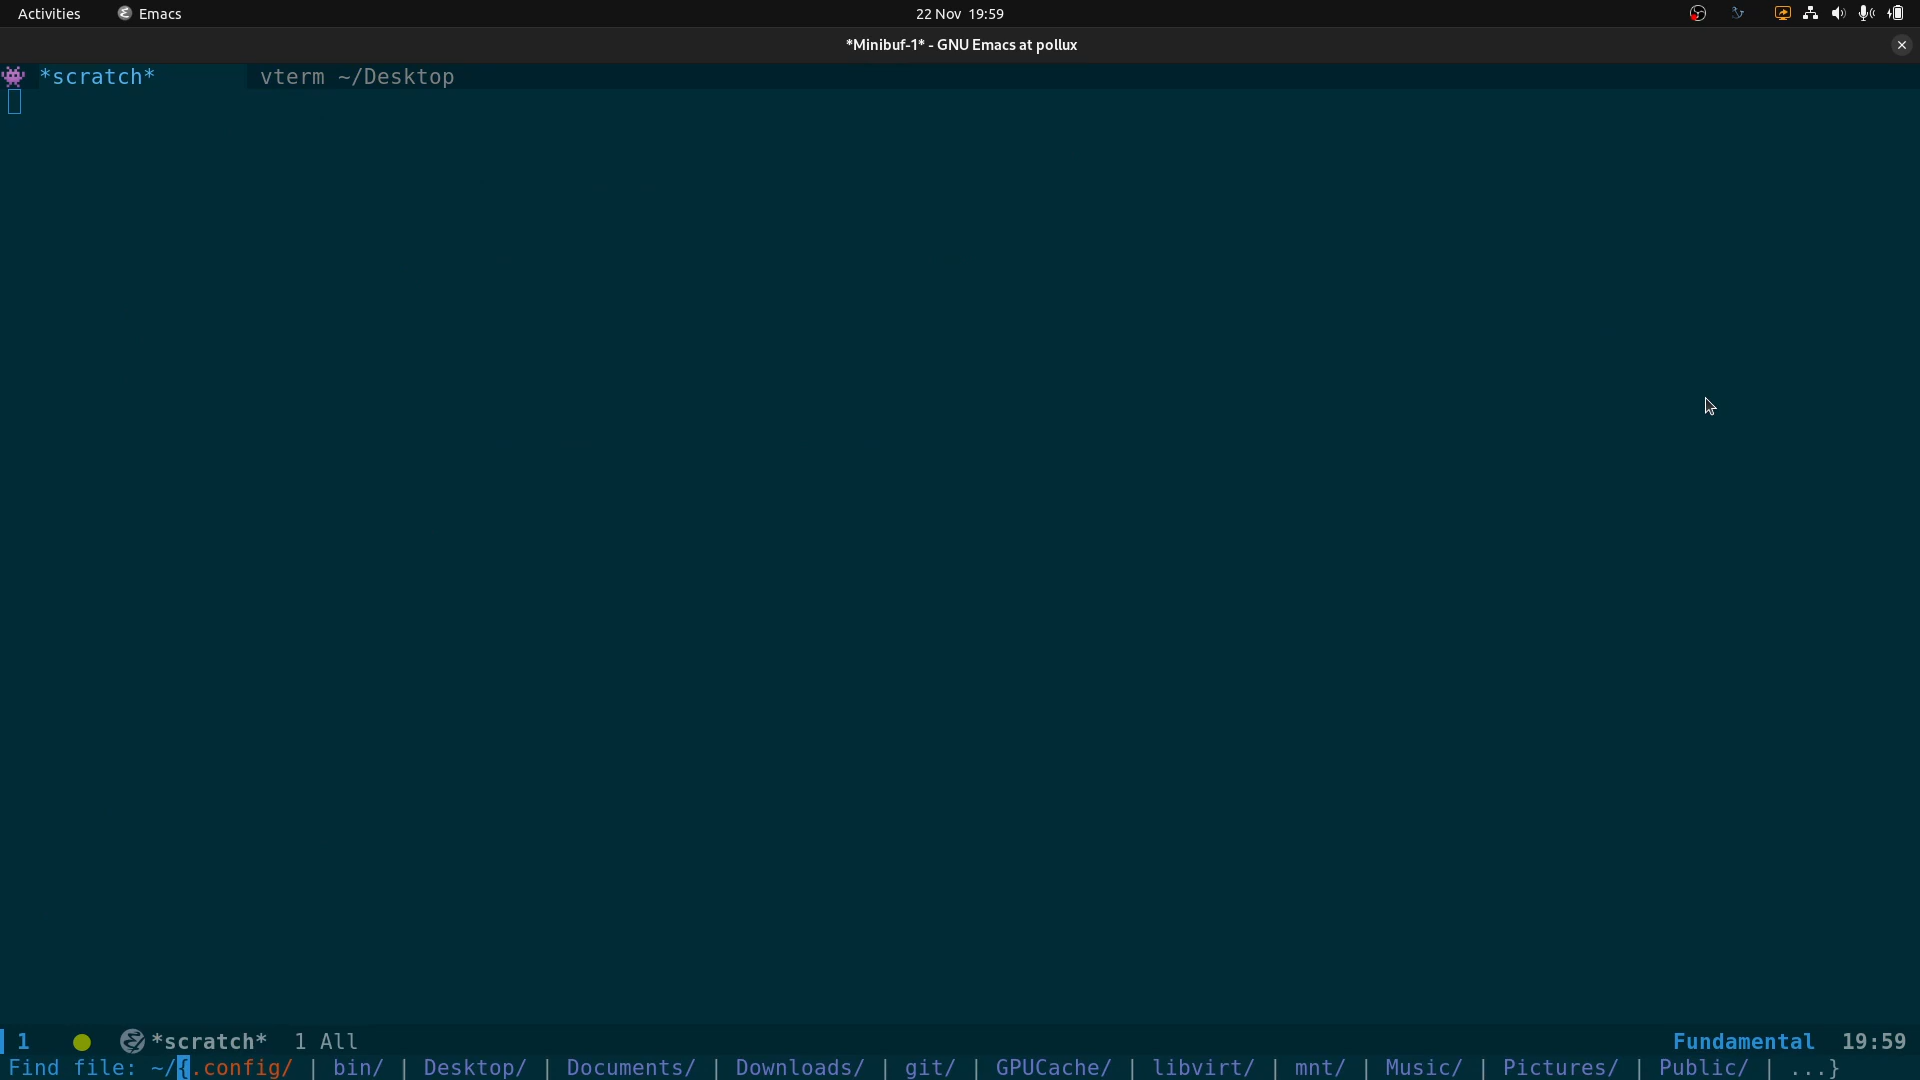 Activities Emacs 22 Nov 19:59
*Minibuf-1* - GNU Emacs at pollux
*scratch* vterm ~/Desktop
1 *scratch* 1 All Fundamental 19:59
Find file: ~/{.config/ | bin/ | Desktop/ | Documents/ | Downloads/ | git/ | GPUCache/ | libvirt/ | mnt/ | Music/ | Pictures/ | Public/ | ...}